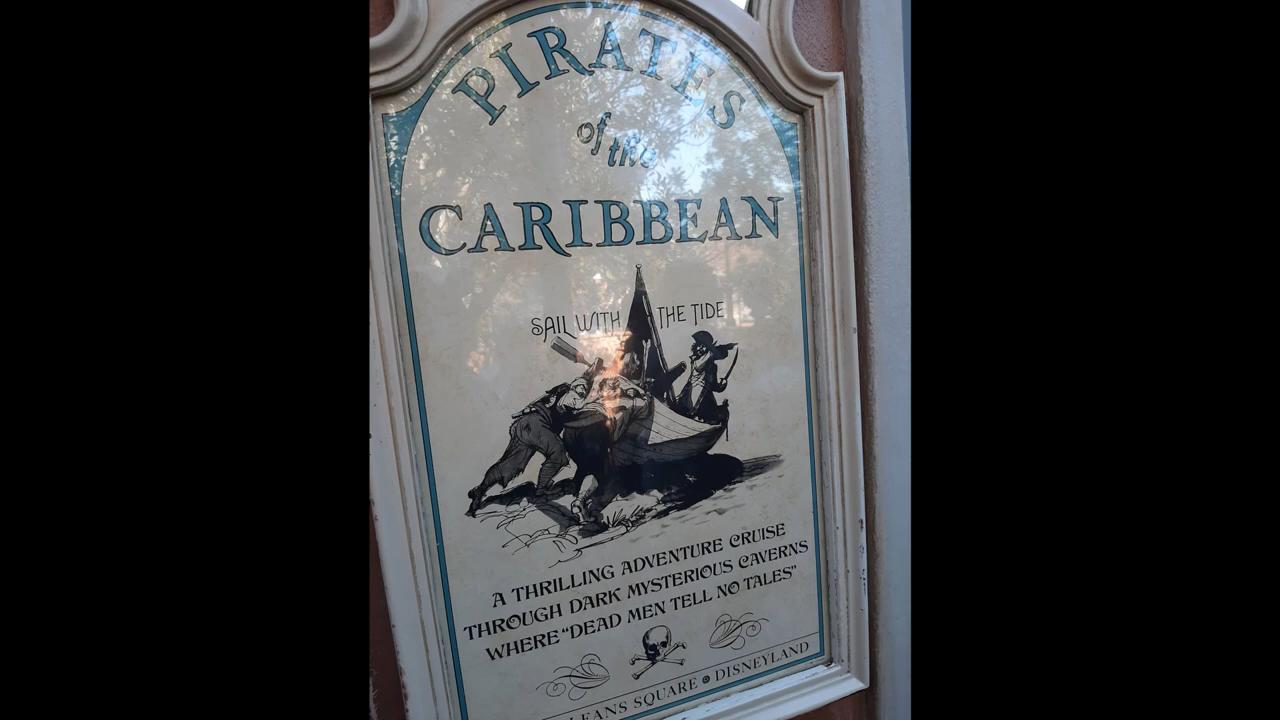 PIRATES
of the
CARIBBEAN
SAIL WITH THE TIDE
A THRILLING ADVENTURE CRUISE
THROUGH DARK MYSTERIOUS CAVERNS
WHERE “DEAD MEN TELL NO TALES”
SQUARE DISNEYLAND